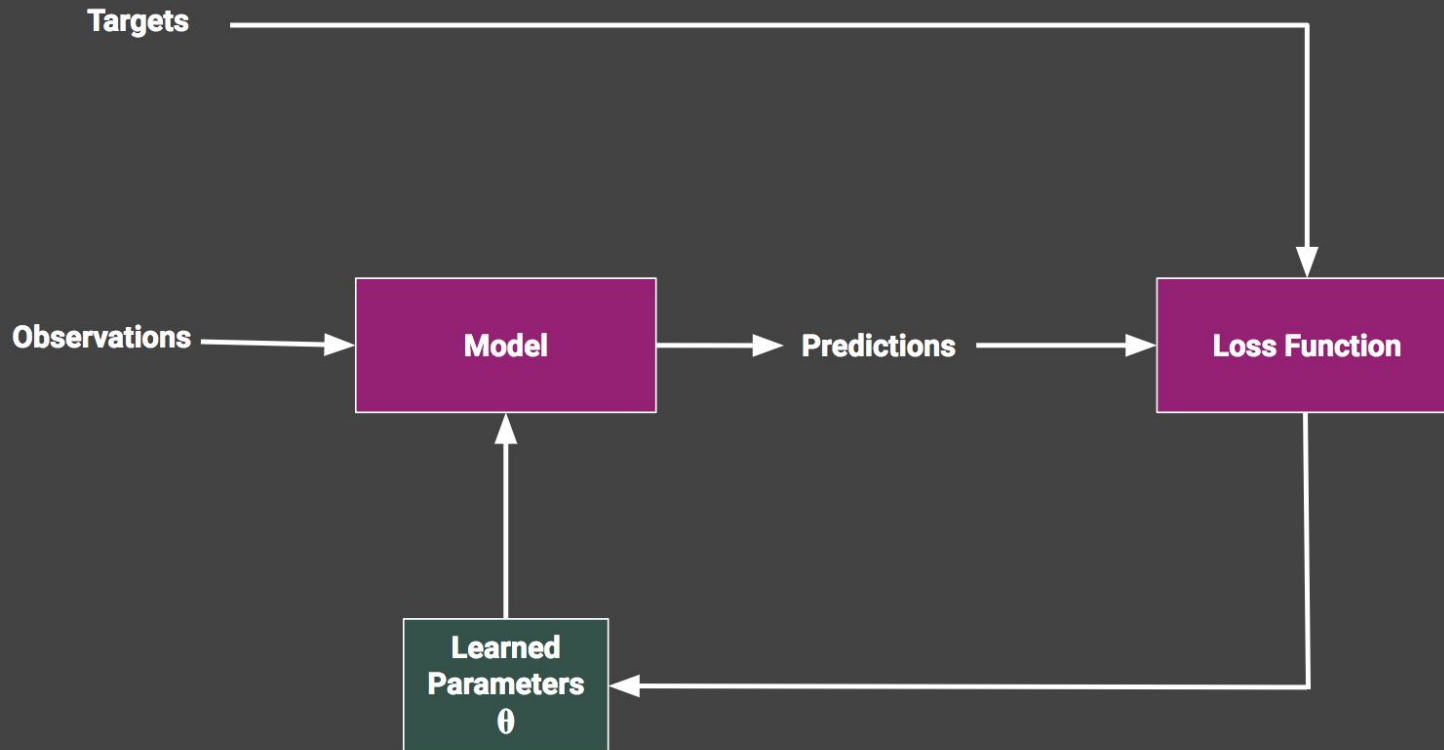 Targets
Observations
Model
Predictions
Loss Function
Learned
Parameters
θ